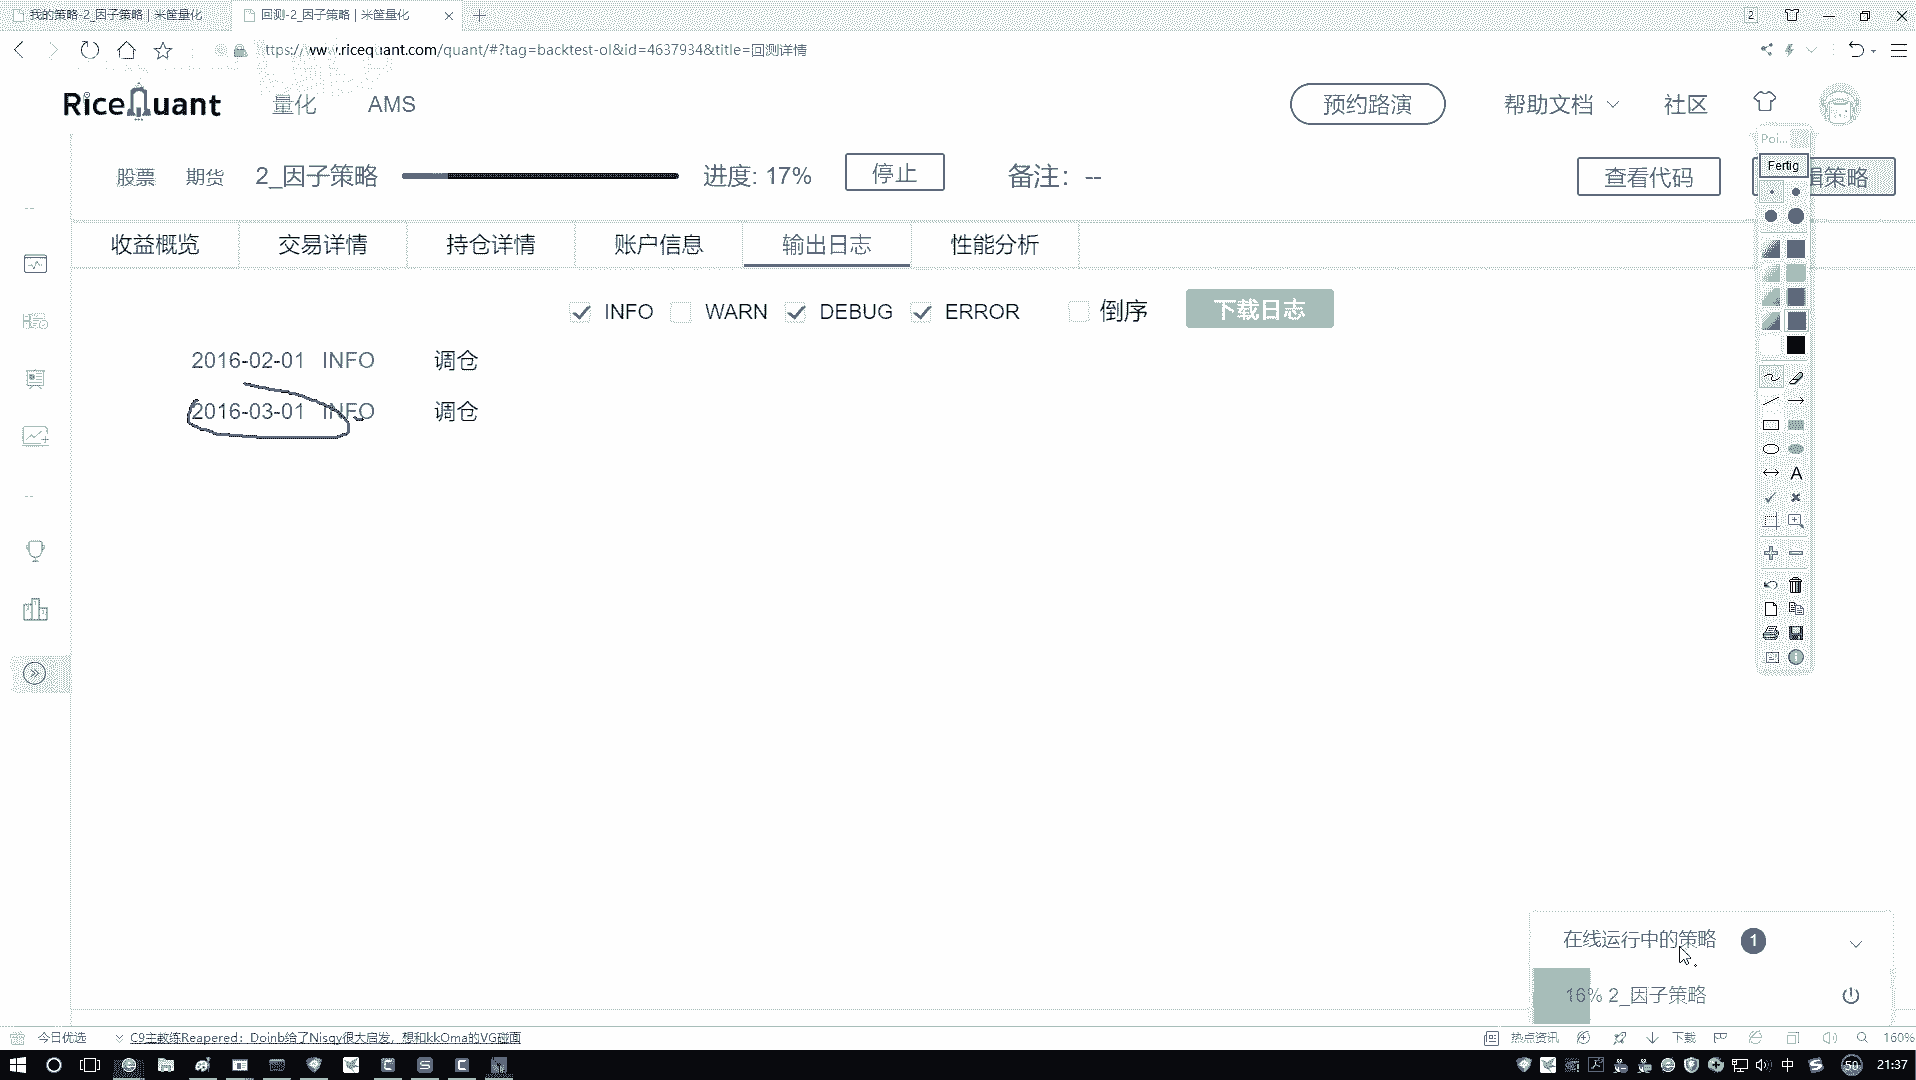 我的策略-2_因子策略 | 米筐量化
回测-2_因子策略 | 米筐量化
2
ttps://www.ricequant.com/quant/#?tag=backtest-ol&id=4637934&title=回测详情
RiceQuant 量化 AMS 预约路演 帮助文档 社区
Poi...
Fertig
股票 期货 2_因子策略 进度: 17% 停止 备注: -- 查看代码 辑策略
收益概览 交易详情 持仓详情 账户信息 输出日志 性能分析
INFO WARN DEBUG ERROR 倒序 下载日志
2016-02-01 INFO 调仓
2016-03-01 INFO 调仓
在线运行中的策略 1
16% 2_因子策略
今日优选 C9主教练Reapered：Doinb给了Nisqy很大启发，想和kkOma的VG碰面 热点资讯 下载 160%
中 50 21:37